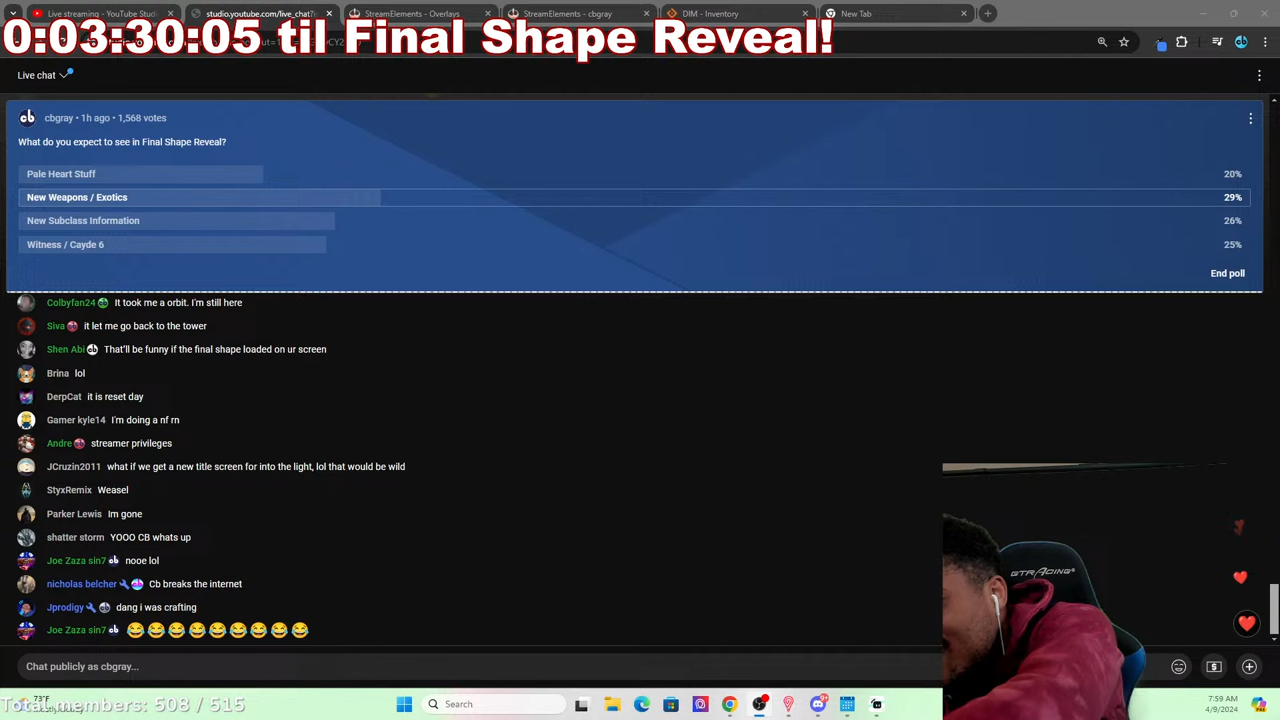 Live streaming - YouTube Studi
studio.youtube.com/live_chat?i
StreamElements - Overlays
StreamElements - cbgray
DIM - Inventory
New Tab
0:03:30:05 til Final Shape Reveal!
Live chat
cbgray • 1h ago • 1,568 votes
What do you expect to see in Final Shape Reveal?
Pale Heart Stuff 20%
New Weapons / Exotics 29%
New Subclass Information 26%
Witness / Cayde 6 25%
End poll
Colbyfan24 It took me a orbit. I'm still here
Siva it let me go back to the tower
Shen Abi That'll be funny if the final shape loaded on ur screen
Brina lol
DerpCat it is reset day
Gamer kyle14 I'm doing a nf rn
Andre streamer privileges
JCruzin2011 what if we get a new title screen for into the light, lol that would be wild
StyxRemix Weasel
Parker Lewis Im gone
shatter storm YOOO CB whats up
Joe Zaza sin7 nooe lol
nicholas belcher Cb breaks the internet
Jprodigy dang i was crafting
Joe Zaza sin7 😂😂😂😂😂😂😂😂😂
GTRACING
Chat publicly as cbgray...
73°F
Total members: 508 / 515
Search
7:59 AM
4/9/2024